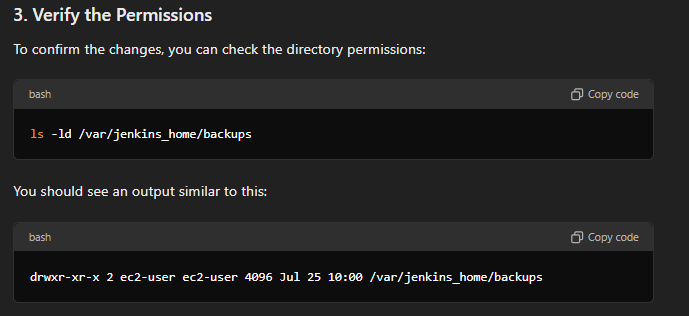 3. Verify the Permissions
To confirm the changes, you can check the directory permissions:
bash
Copy code
ls -ld /var/jenkins_home/backups
You should see an output similar to this:
bash
Copy code
drwxr-xr-x 2 ec2-user ec2-user 4096 Jul 25 10:00 /var/jenkins_home/backups